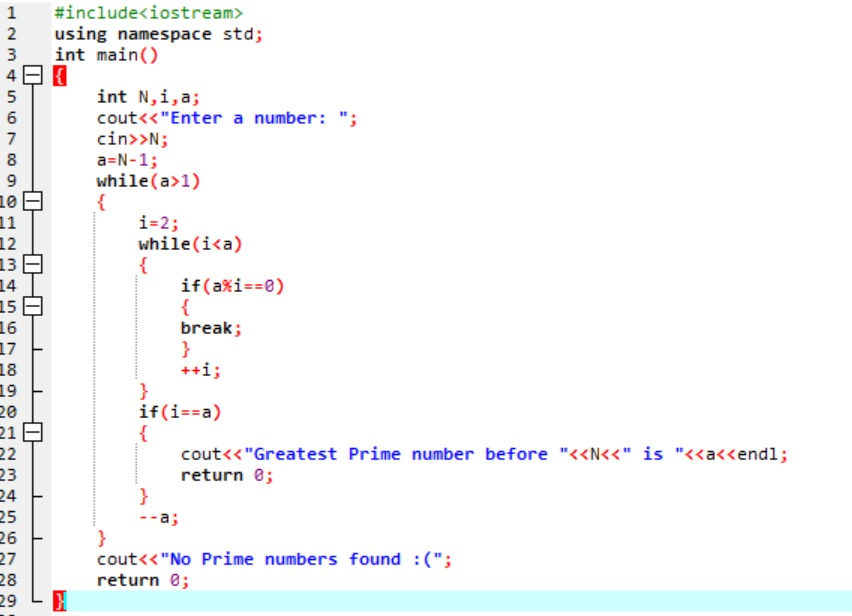 1 #include<iostream>
2 using namespace std;
3 int main()
4 {
5     int N,i,a;
6     cout<<"Enter a number: ";
7     cin>>N;
8     a=N-1;
9     while(a>1)
10     {
11         i=2;
12         while(i<a)
13         {
14             if(a%i==0)
15             {
16             break;
17             }
18             ++i;
19         }
20         if(i==a)
21         {
22             cout<<"Greatest Prime number before "<<N<<" is "<<a<<endl;
23             return 0;
24         }
25         --a;
26     }
27     cout<<"No Prime numbers found :(";
28     return 0;
29 }